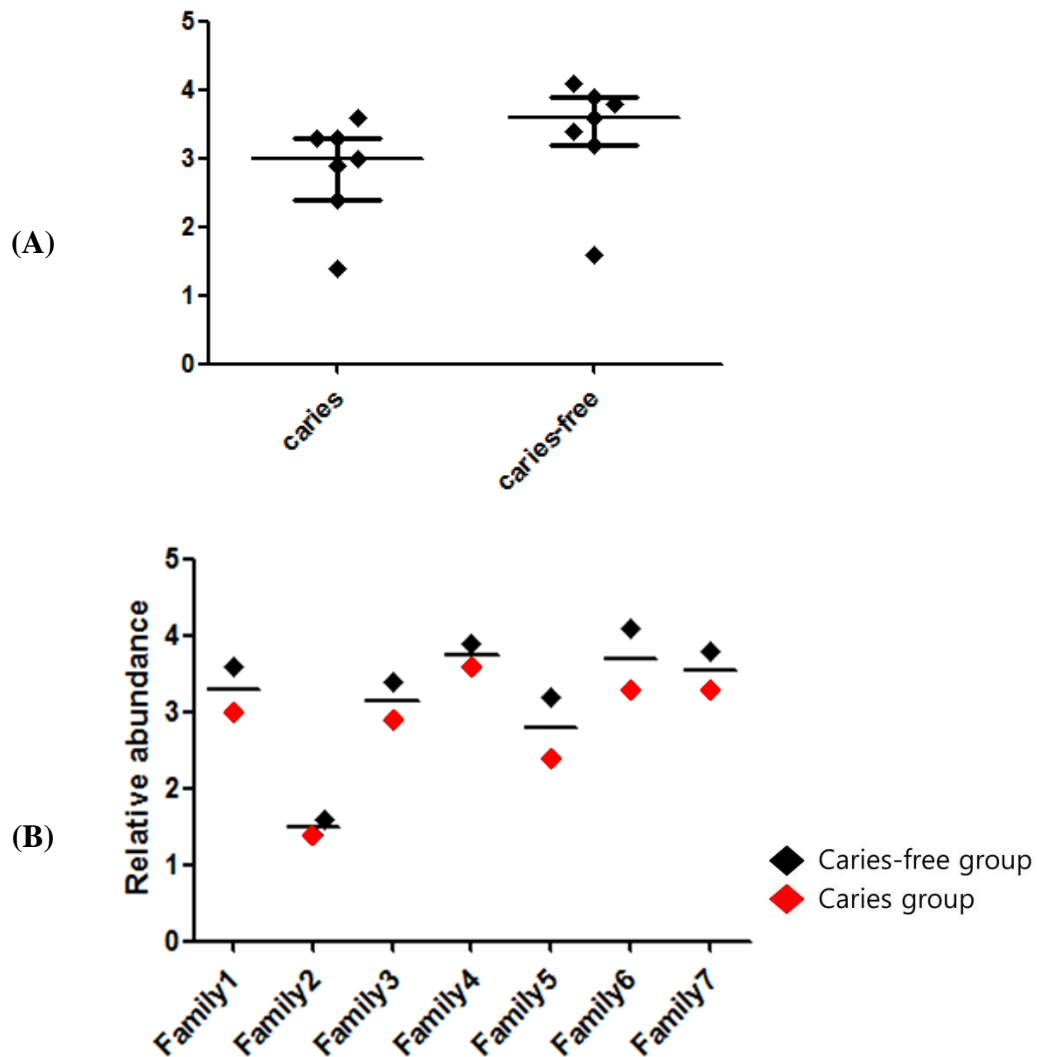 (A)
5
4
3
2
1
0
caries
caries-free
(B)
Relative abundance
5
4
3
2
1
0
Family1
Family2
Family3
Family4
Family5
Family6
Family7
Caries-free group
Caries group